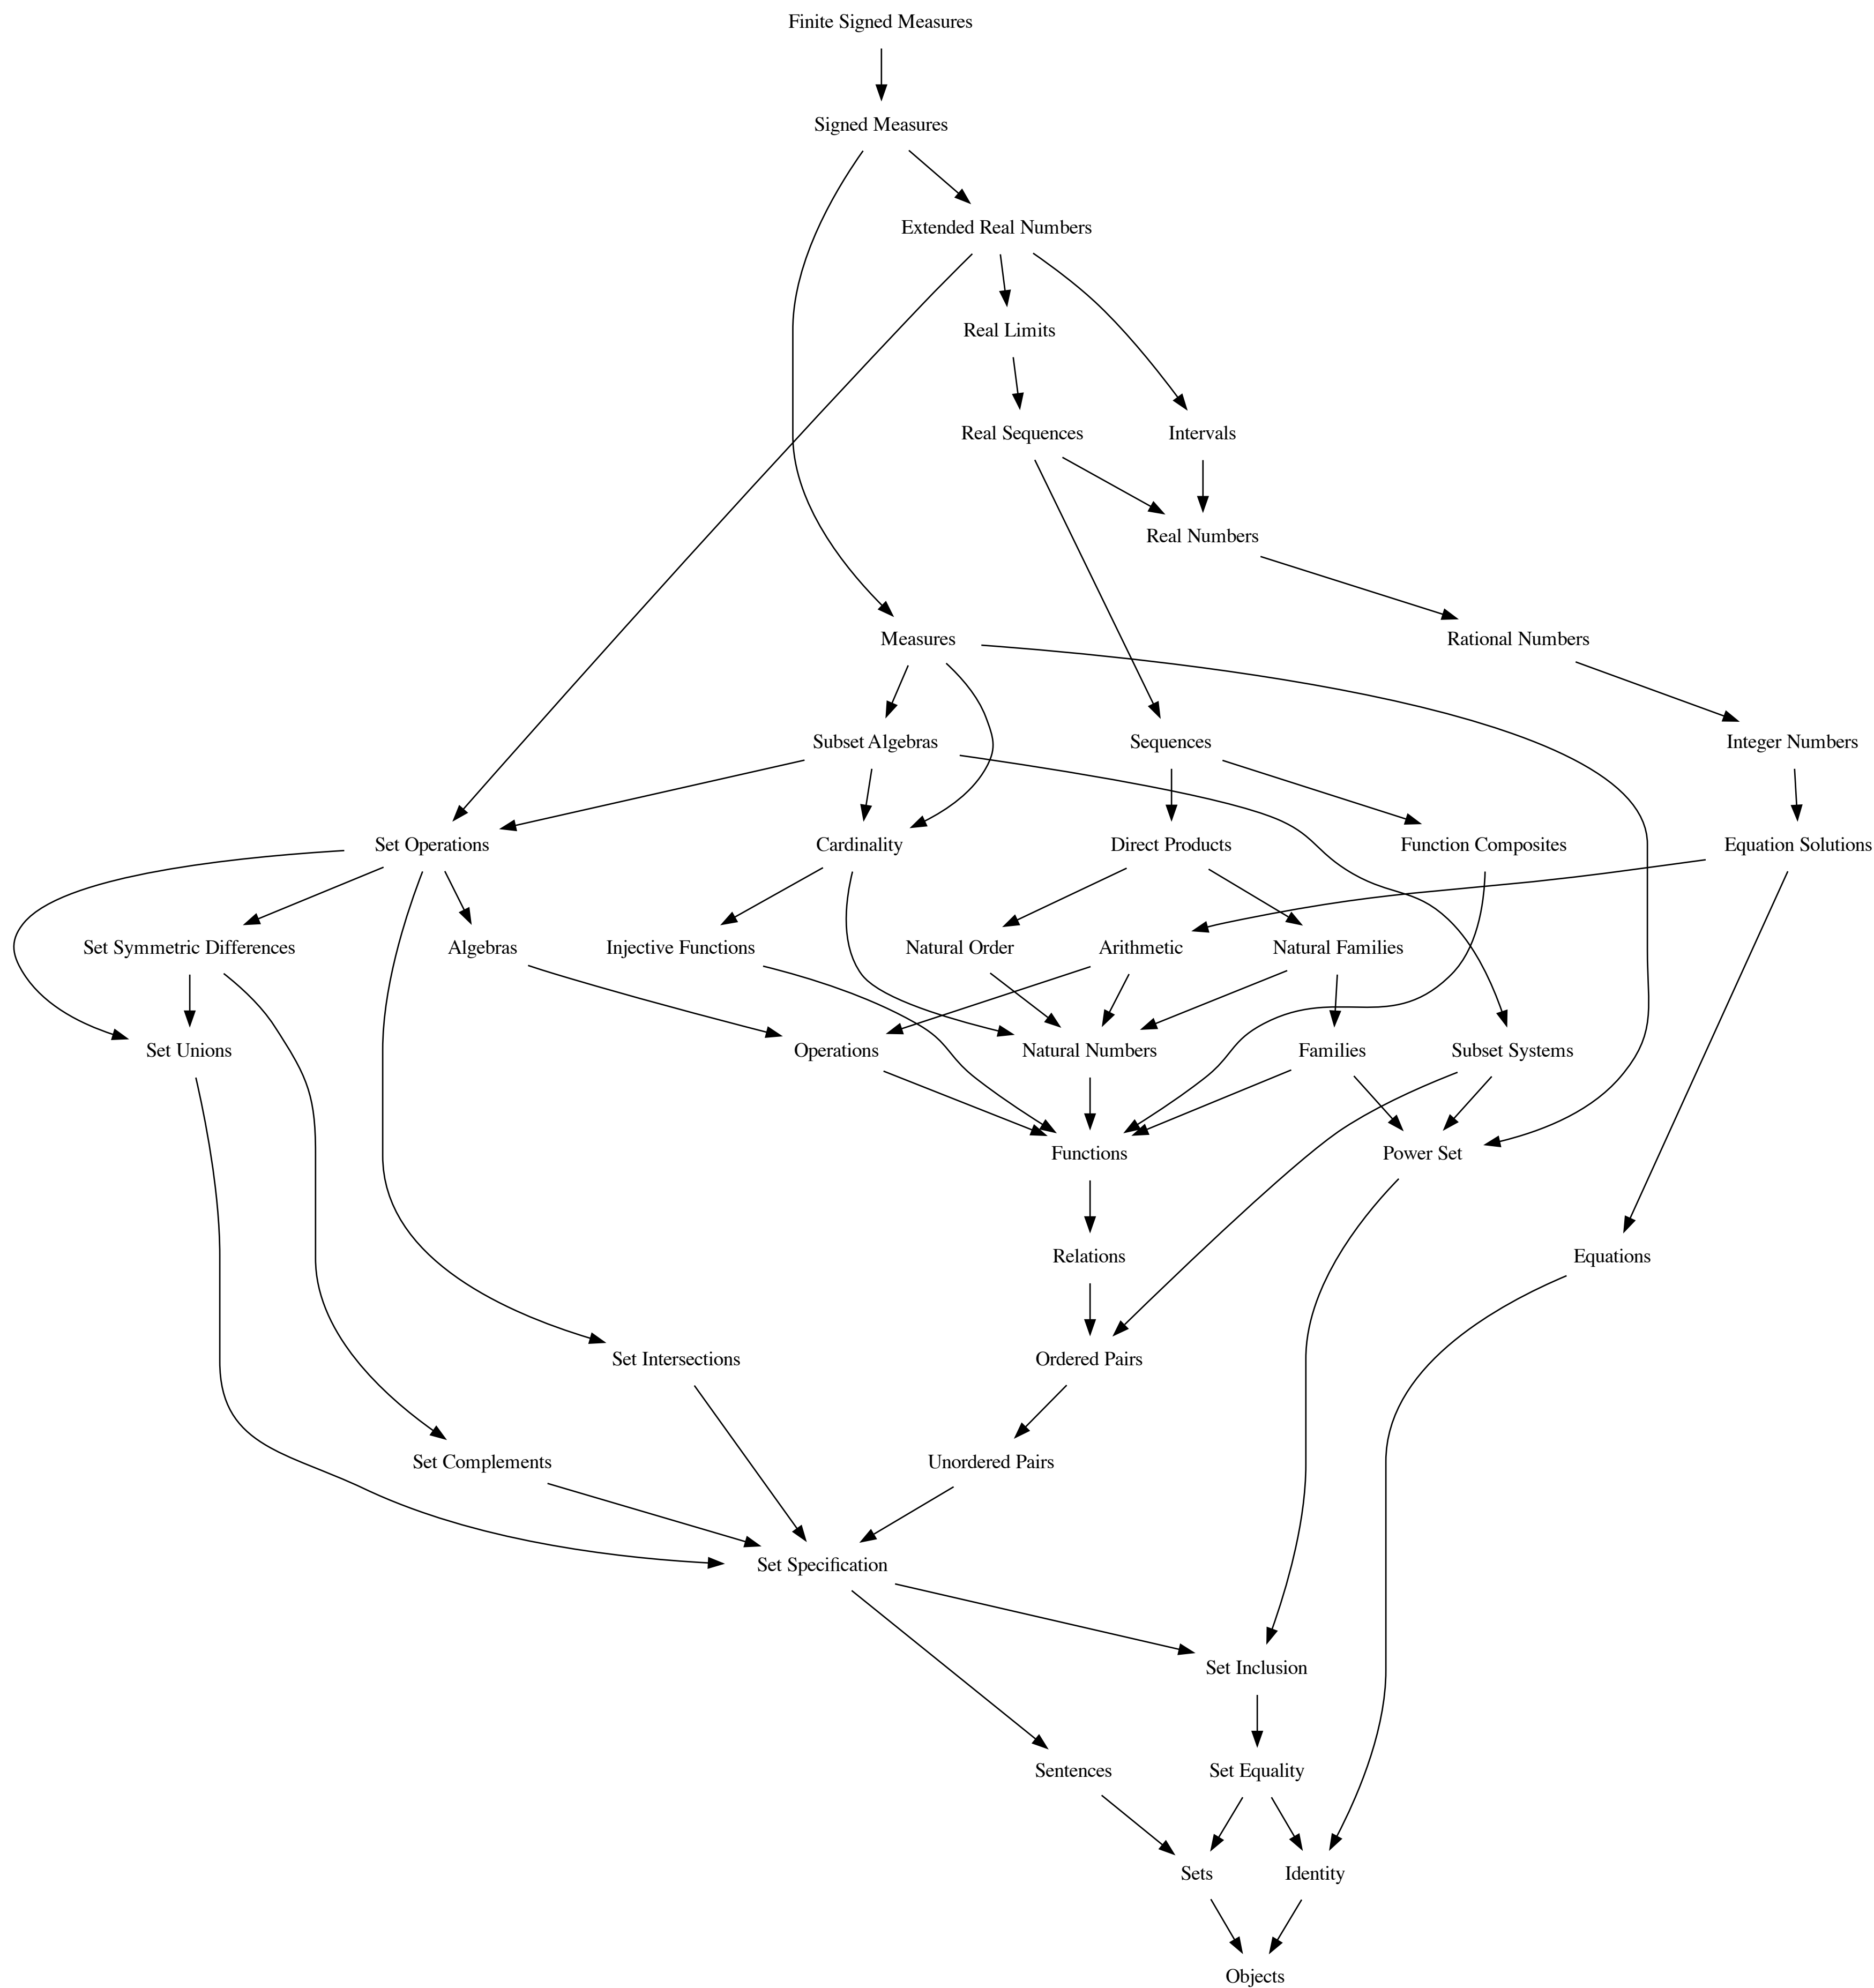 Finite Signed Measures
Signed Measures
Extended Real Numbers
Real Limits
Real Sequences
Intervals
Real Numbers
Measures
Rational Numbers
Subset Algebras
Sequences
Integer Numbers
Set Operations
Cardinality
Direct Products
Function Composites
Equation Solutions
Set Symmetric Differences
Algebras
Injective Functions
Natural Order
Arithmetic
Natural Families
Set Unions
Operations
Natural Numbers
Families
Subset Systems
Functions
Power Set
Relations
Equations
Set Intersections
Ordered Pairs
Set Complements
Unordered Pairs
Set Specification
Set Inclusion
Sentences
Set Equality
Sets
Identity
Objects